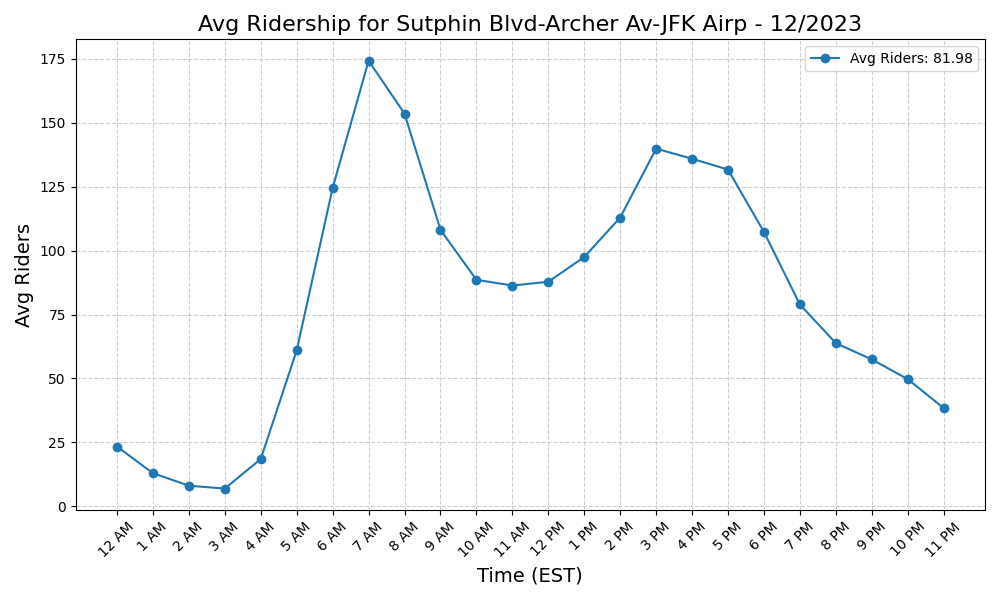 Avg Ridership for Sutphin Blvd-Archer Av-JFK Airp - 12/2023
Avg Riders: 81.98
Avg Riders
175
150
125
100
75
50
25
0
12 AM
1 AM
2 AM
3 AM
4 AM
5 AM
6 AM
7 AM
8 AM
9 AM
10 AM
11 AM
12 PM
1 PM
2 PM
3 PM
4 PM
5 PM
6 PM
7 PM
8 PM
9 PM
10 PM
11 PM
Time (EST)